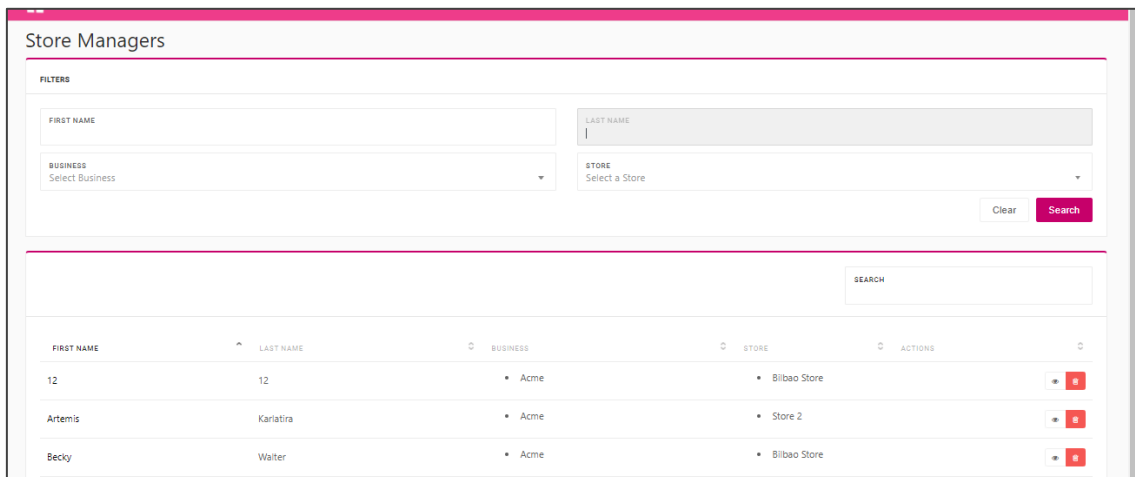 Store Managers
FILTERS
FIRST NAME
LAST NAME
BUSINESS
Select Business
STORE
Select a Store
Clear
Search
SEARCH
FIRST NAME LAST NAME BUSINESS STORE ACTIONS
12 12 • Acme • Bilbao Store
Artemis Kariatira • Acme • Store 2
Becky Walter • Acme • Bilbao Store